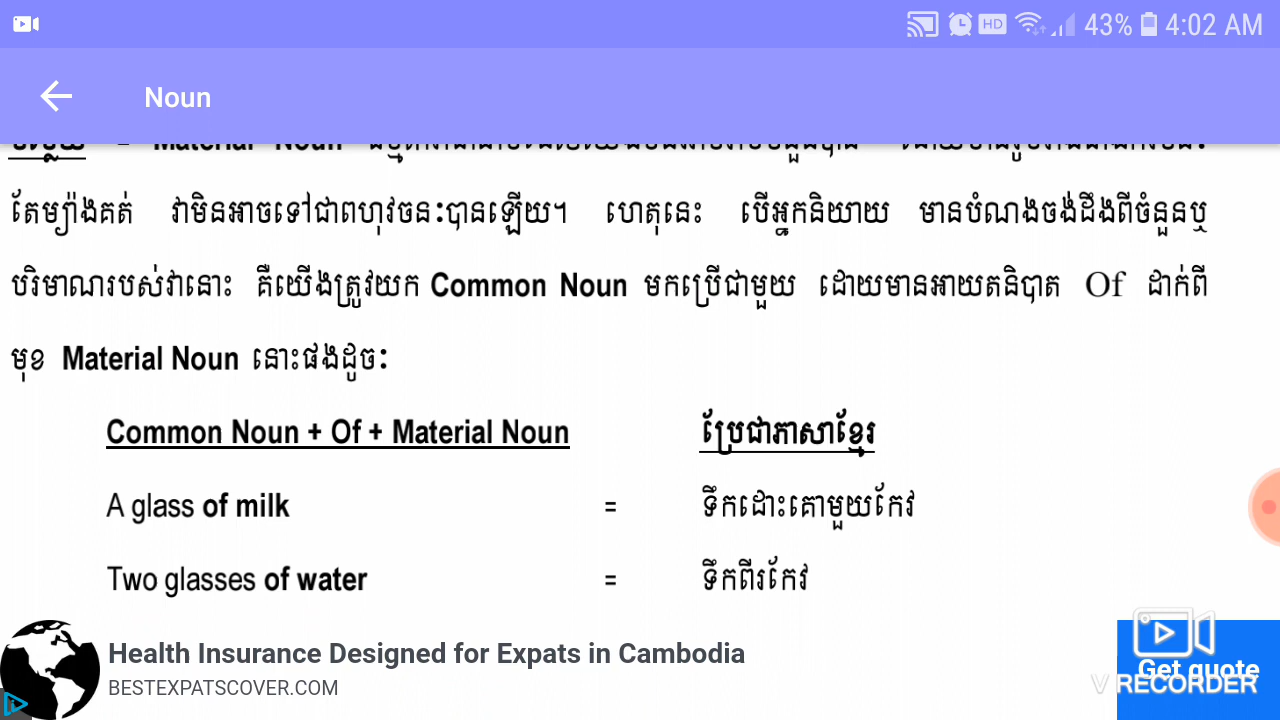 HD 43% 4:02 AM
Noun
Material Noun
តែម្យ៉ាងគត់ វាមិនអាចទៅជាពហុវចនៈបានឡើយ។ ហេតុនេះ បើអ្នកនិយាយ មានបំណងចង់ដឹងពីចំនួនឬ
បរិមាណរបស់វានោះ គឺយើងត្រូវយក Common Noun មកប្រើជាមួយ ដោយមានអាយតនិបាត Of ដាក់ពី
មុខ Material Noun នោះផងដូចៈ
Common Noun + Of + Material Noun ប្រែជាភាសាខ្មែរ
A glass of milk = ទឹកដោះគោមួយកែវ
Two glasses of water = ទឹកពីរកែវ
Health Insurance Designed for Expats in Cambodia
BESTEXPATSCOVER.COM
Get quote
V RECORDER